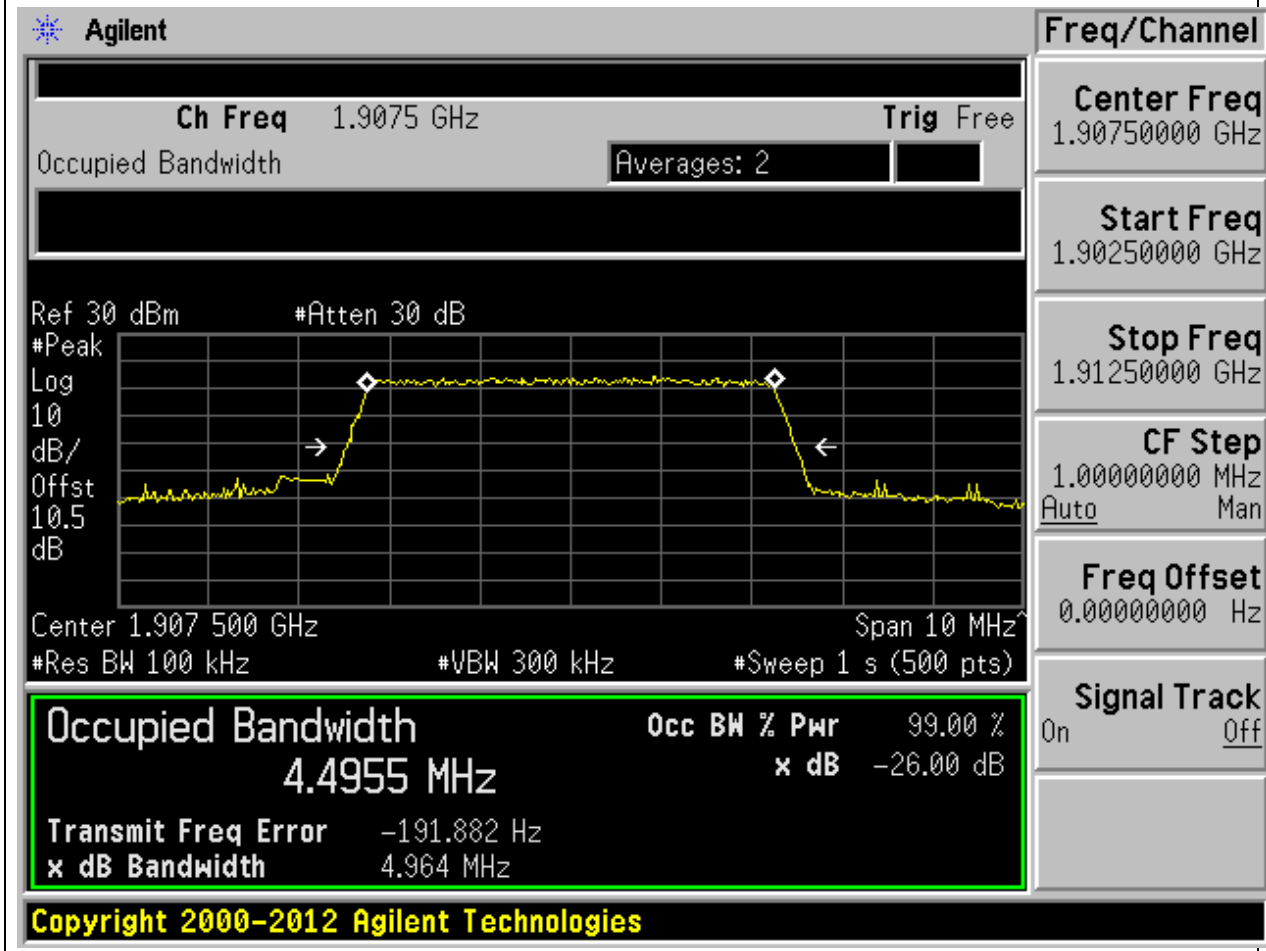 Agilent
Freq/Channel
Ch Freq 1.9075 GHz Trig Free
Occupied Bandwidth Averages: 2
Center Freq
1.90750000 GHz
Start Freq
1.90250000 GHz
Stop Freq
1.91250000 GHz
CF Step
1.00000000 MHz
Auto Man
Freq Offset
0.00000000 Hz
Signal Track
On Off
Ref 30 dBm #Atten 30 dB
#Peak
Log
10
dB/
Offst
10.5
dB
Center 1.907 500 GHz Span 10 MHz^
#Res BW 100 kHz #VBW 300 kHz #Sweep 1 s (500 pts)
Occupied Bandwidth Occ BW % Pwr 99.00 %
4.4955 MHz x dB -26.00 dB
Transmit Freq Error -191.882 Hz
x dB Bandwidth 4.964 MHz
Copyright 2000-2012 Agilent Technologies